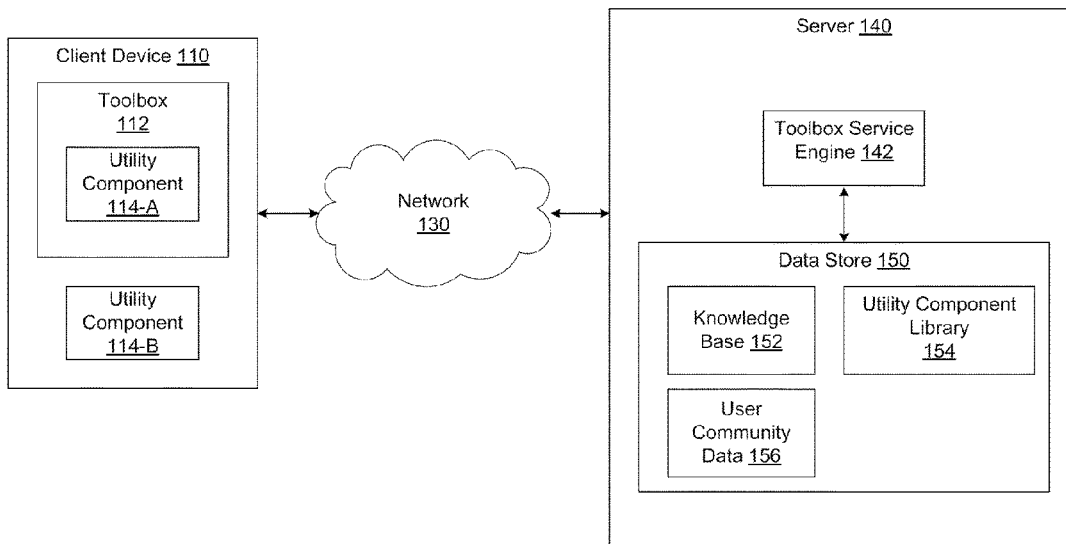 Client Device 110
Toolbox
112
Utility
Component
114-A
Utility
Component
114-B
Network
130
Server 140
Toolbox Service
Engine 142
Data Store 150
Knowledge
Base 152
Utility Component
Library
154
User
Community
Data 156